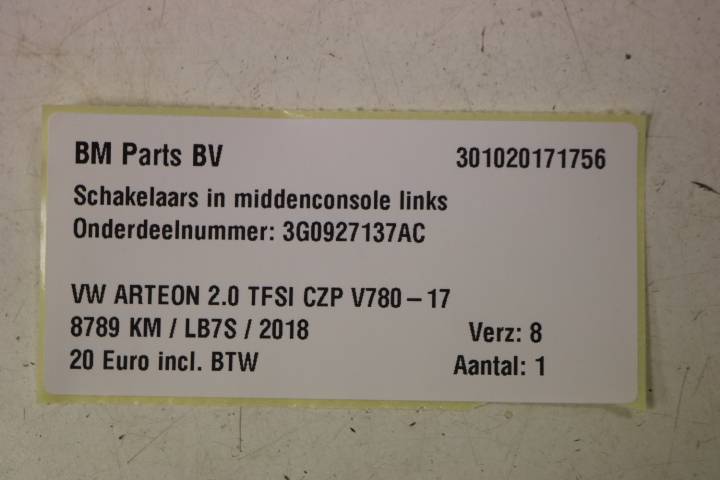 BM Parts BV 301020171756
Schakelaars in middenconsole links
Onderdeelnummer: 3G0927137AC
VW ARTEON 2.0 TFSI CZP V780-17
8789 KM / LB7S / 2018 Verz: 8
20 Euro incl. BTW Aantal: 1